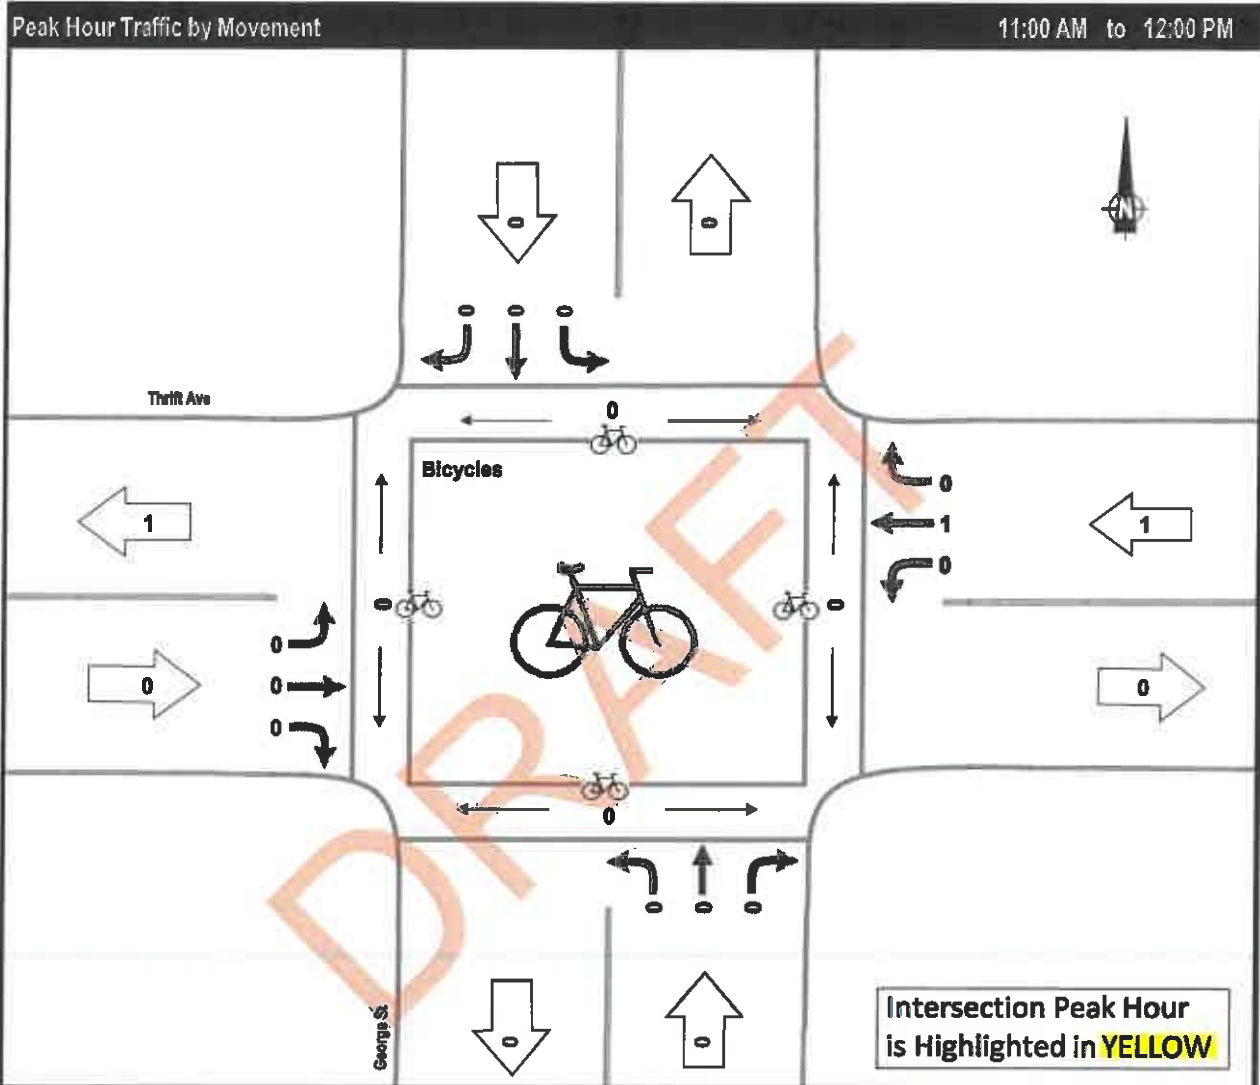 Peak Hour Traffic by Movement 11:00 AM to 12:00 PM
0 0
N
0 0 0
Thrift Ave
0
Bicycles
0
1 1 1
0
0 0
0
0 0 0
0
0
0 0 0
DRAFT
George St
0 0
Intersection Peak Hour
is Highlighted in YELLOW